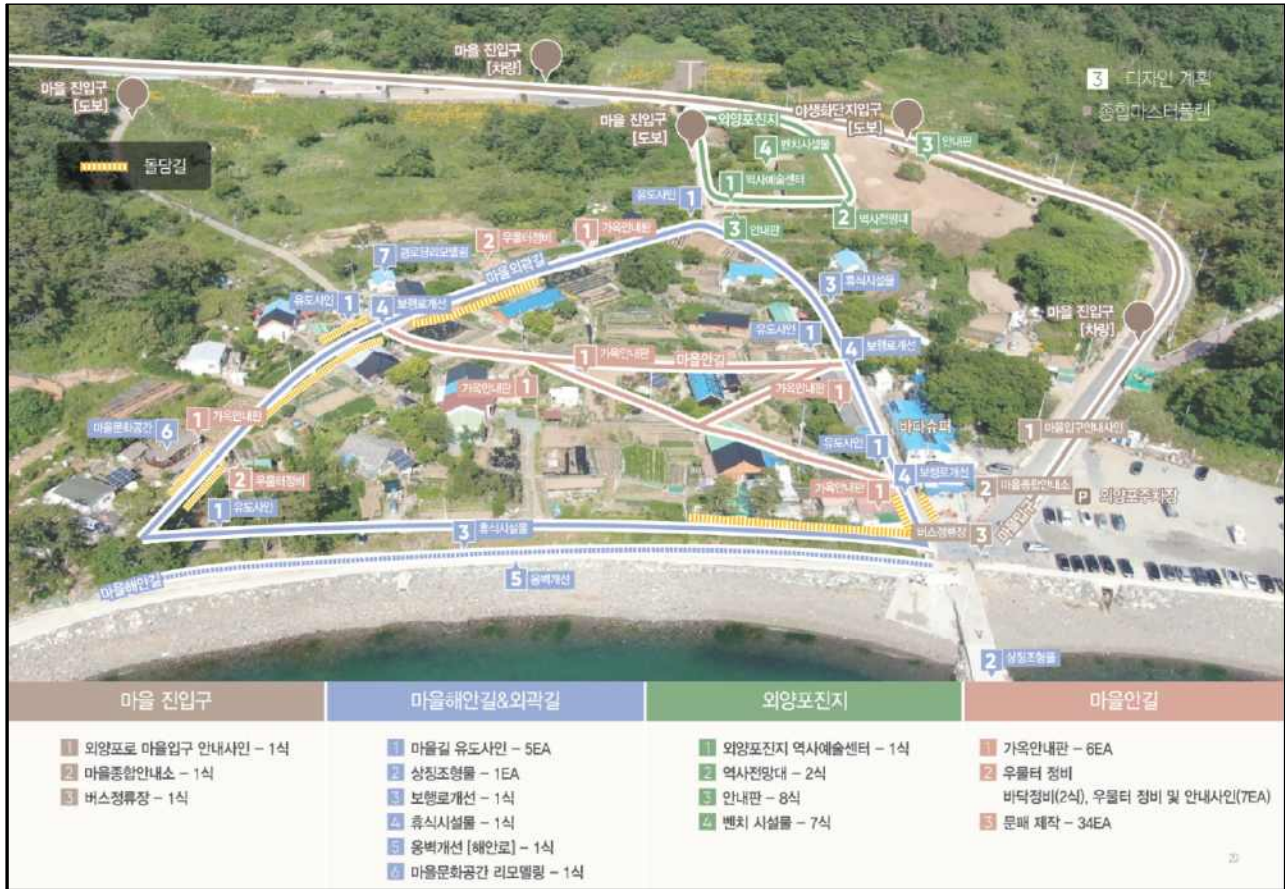 3 디자인 계획
종합마스터플랜
마을 진입구
[차량]
마을 진입구
[도보]
마을 진입구
[도보]
야생화단지입구
[도보]
외양포진지
4 벤치시설물
3 안내판
돌담길
1 역사예술센터
유도사인 1
2 역사전망대
3 안내판
1 가옥안내판
2 우물터정비
7 경로당리모델링
마을외곽길
3 휴식시설물
유도사인 1
4 보행로개선
마을 진입구
[차량]
유도사인 1
4 보행로개선
1 가옥안내판
마을안길
가옥안내판 1
가옥안내판 1
1 가옥안내판
마을문화공간 6
바다슈퍼
1 마을입구안내사인
유도사인 1
4 보행로개선
2 우물터정비
가옥안내판 1
2 마을종합안내소
P 외양포주차장
1 유도사인
3 휴식시설물
버스정류장 3
마을입구
마을해안길
5 옹벽개선
2 상징조형물
마을 진입구
1 외양포로 마을입구 안내사인 – 1식
2 마을종합안내소 – 1식
3 버스정류장 – 1식
마을해안길&외곽길
1 마을길 유도사인 – 5EA
2 상징조형물 – 1EA
3 보행로개선 – 1식
4 휴식시설물 – 1식
5 옹벽개선 [해안로] – 1식
6 마을문화공간 리모델링 – 1식
외양포진지
1 외양포진지 역사예술센터 – 1식
2 역사전망대 – 2식
3 안내판 – 8식
4 벤치 시설물 – 7식
마을안길
1 가옥안내판 – 6EA
2 우물터 정비
바닥정비(2식), 우물터 정비 및 안내사인(7EA)
3 문패 제작 – 34EA